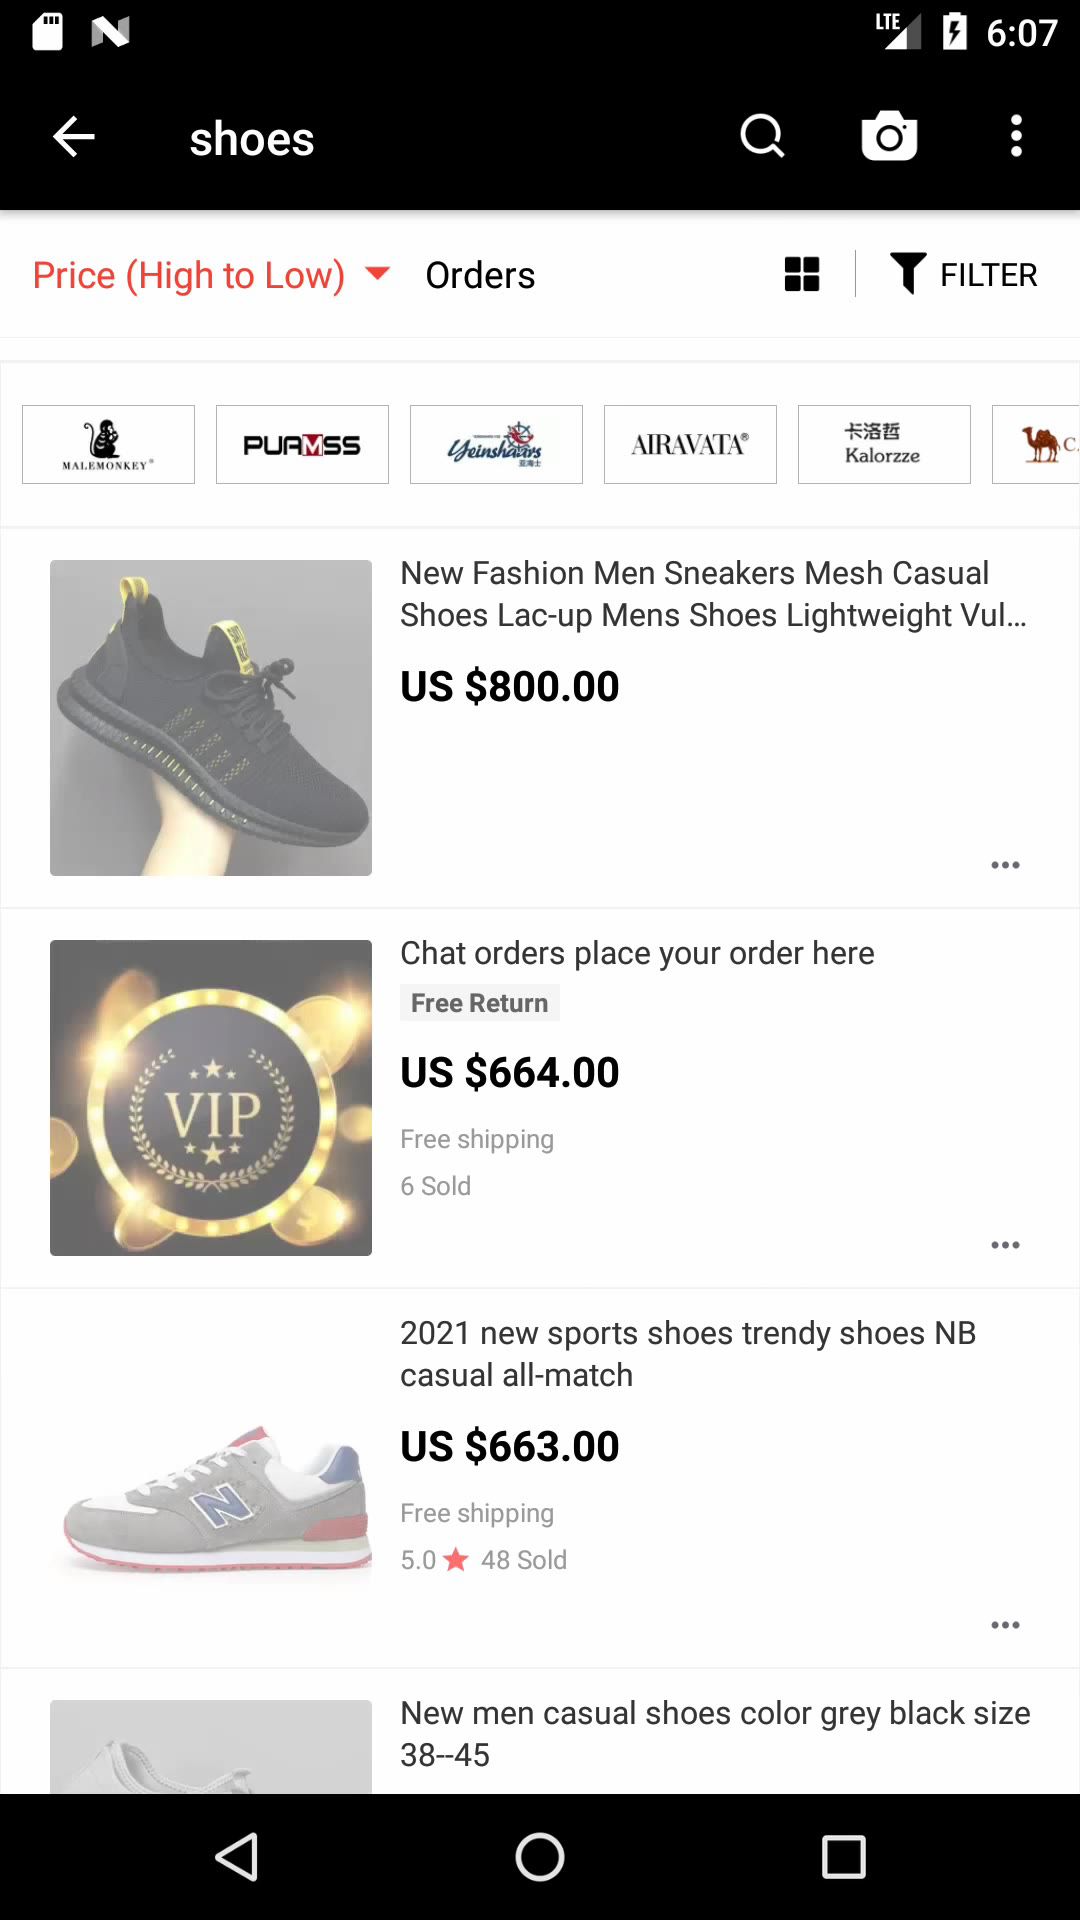 LTE 6:07
shoes
Price (High to Low) Orders FILTER
MALEMONKEY®
PUAMSS
Yeinshaars
亚海士
AIRAVATA®
卡洛哲
Kalorzze
New Fashion Men Sneakers Mesh Casual
Shoes Lac-up Mens Shoes Lightweight Vul...
US $800.00
Chat orders place your order here
Free Return
US $664.00
Free shipping
6 Sold
VIP
2021 new sports shoes trendy shoes NB
casual all-match
US $663.00
Free shipping
5.0 48 Sold
N
New men casual shoes color grey black size
38--45